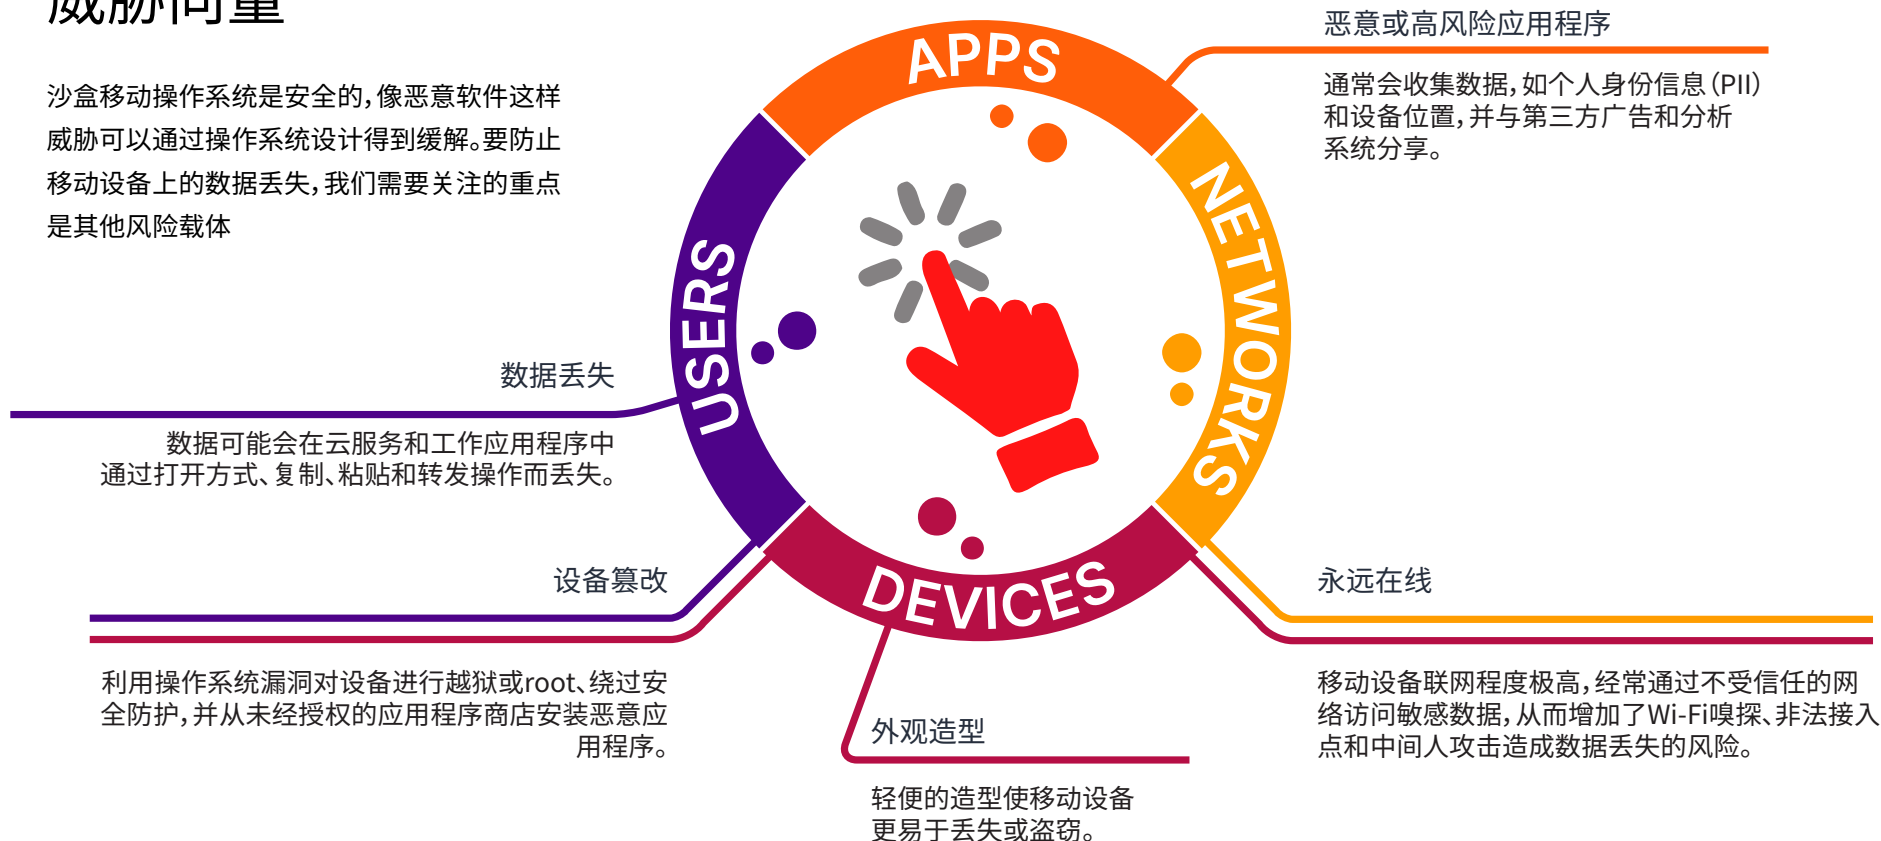 威胁向量
沙盒移动操作系统是安全的，像恶意软件这样
威胁可以通过操作系统设计得到缓解。要防止
移动设备上的数据丢失，我们需要关注的重点
是其他风险载体
APPS
NETWORKS
DEVICES
USERS
恶意或高风险应用程序
通常会收集数据，如个人身份信息（PII）
和设备位置，并与第三方广告和分析
系统分享。
数据丢失
数据可能会在云服务和工作应用程序中
通过打开方式、复制、粘贴和转发操作而丢失。
设备篡改
利用操作系统漏洞对设备进行越狱或root、绕过安
全防护，并从未经授权的应用程序商店安装恶意应
用程序。
外观造型
轻便的造型使移动设备
更易于丢失或盗窃。
永远在线
移动设备联网程度极高，经常通过不受信任的网
络访问敏感数据，从而增加了Wi-Fi嗅探、非法接入
点和中间人攻击造成数据丢失的风险。